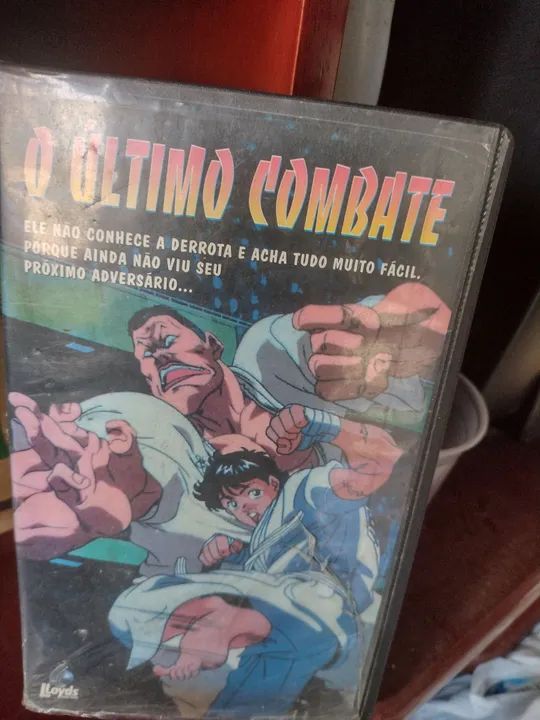 O ÚLTIMO COMBATE
ELE NÃO CONHECE A DERROTA E ACHA TUDO MUITO FÁCIL.
PORQUE AINDA NÃO VIU SEU
PRÓXIMO ADVERSÁRIO...
LLoyds